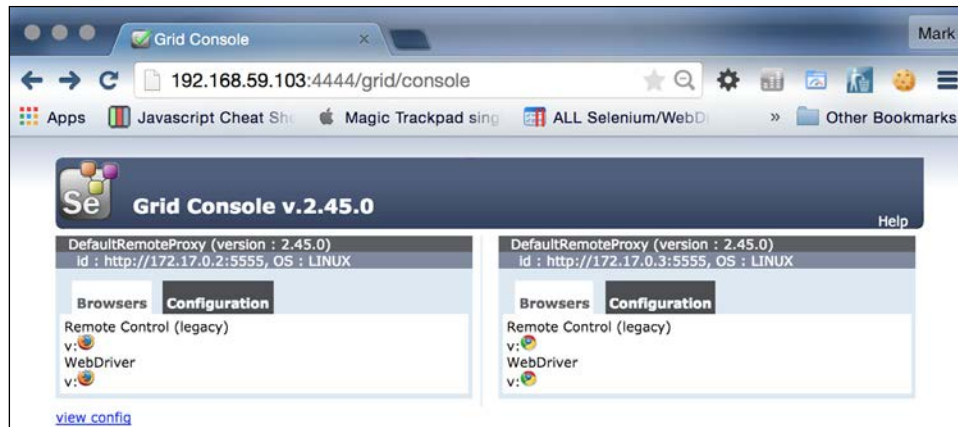 Grid Console
Mark
192.168.59.103:4444/grid/console
Apps Javascript Cheat Sh Magic Trackpad sing ALL Selenium/WebD » Other Bookmarks
Se Grid Console v.2.45.0
Help
DefaultRemoteProxy (version : 2.45.0)
id : http://172.17.0.2:5555, OS : LINUX
Browsers Configuration
Remote Control (legacy)
v:
WebDriver
v:
DefaultRemoteProxy (version : 2.45.0)
id : http://172.17.0.3:5555, OS : LINUX
Browsers Configuration
Remote Control (legacy)
v:
WebDriver
v:
view config